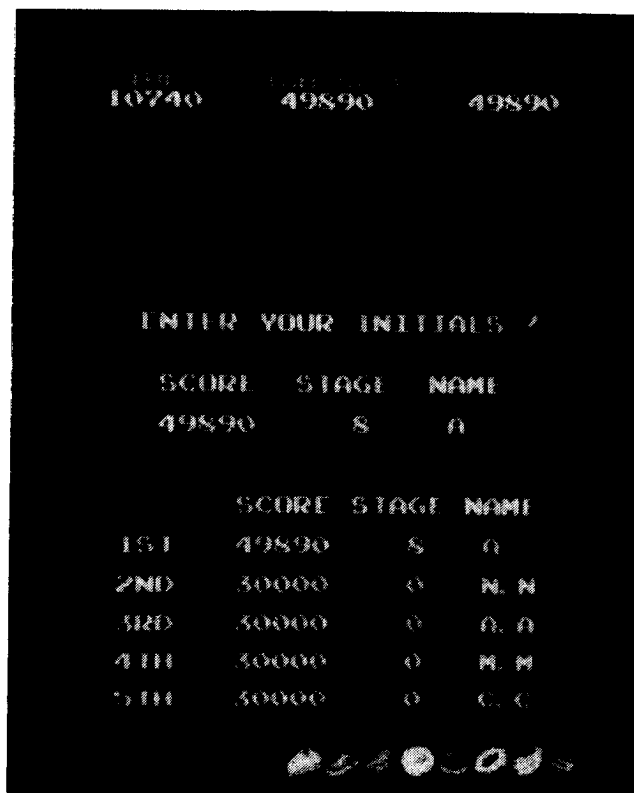 10740 49890 49890
ENTER YOUR INITIALS !
SCORE STAGE NAME
49890 8 A
SCORE STAGE NAME
1ST 49890 8 A
2ND 30000 0 N.N
3RD 30000 0 A.A
4TH 30000 0 M.M
5TH 30000 0 C.C